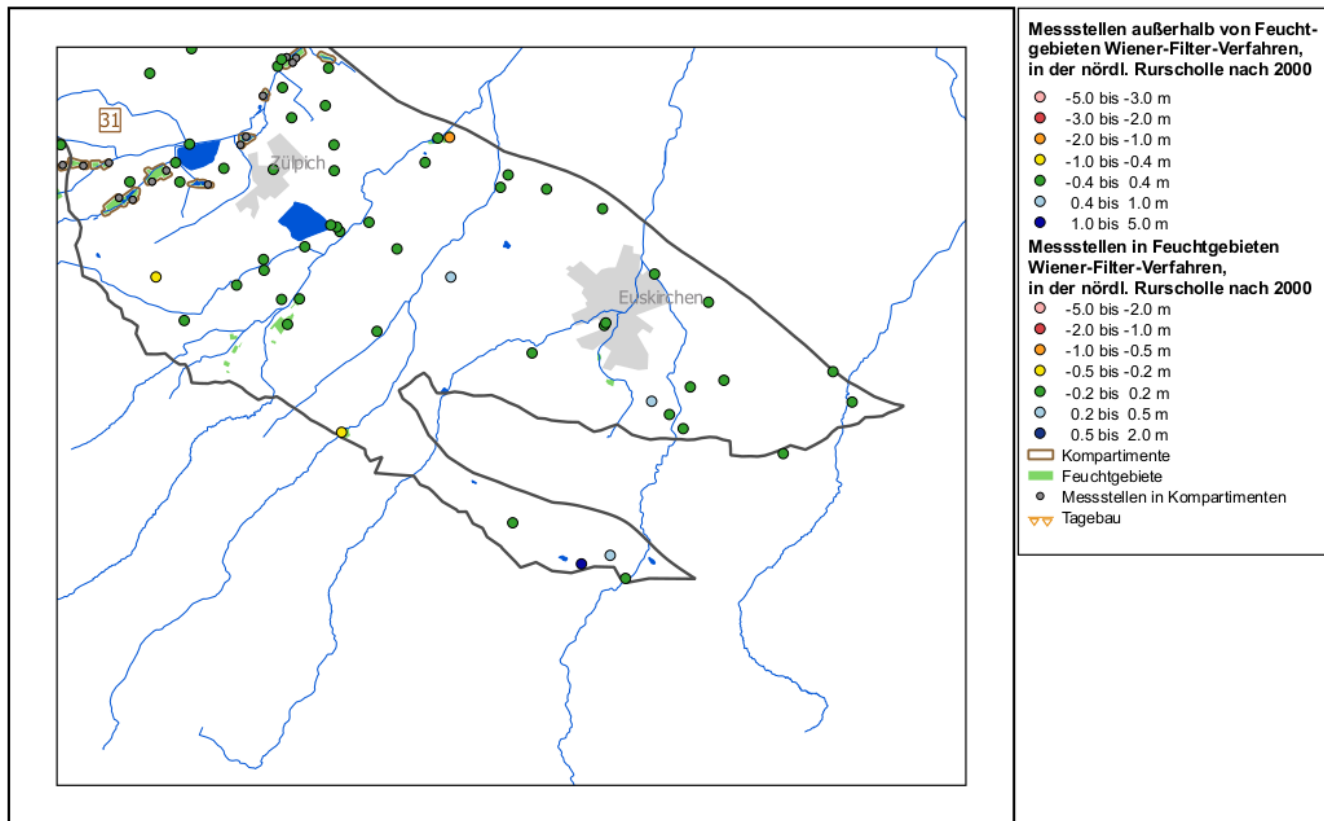 31
Zülpich
Euskirchen
Messstellen außerhalb von Feucht-
gebieten Wiener-Filter-Verfahren,
in der nördl. Rurscholle nach 2000
-5.0 bis -3.0 m
-3.0 bis -2.0 m
-2.0 bis -1.0 m
-1.0 bis -0.4 m
-0.4 bis 0.4 m
0.4 bis 1.0 m
1.0 bis 5.0 m
Messstellen in Feuchtgebieten
Wiener-Filter-Verfahren,
in der nördl. Rurscholle nach 2000
-5.0 bis -2.0 m
-2.0 bis -1.0 m
-1.0 bis -0.5 m
-0.5 bis -0.2 m
-0.2 bis 0.2 m
0.2 bis 0.5 m
0.5 bis 2.0 m
Kompartimente
Feuchtgebiete
Messstellen in Kompartimenten
Tagebau